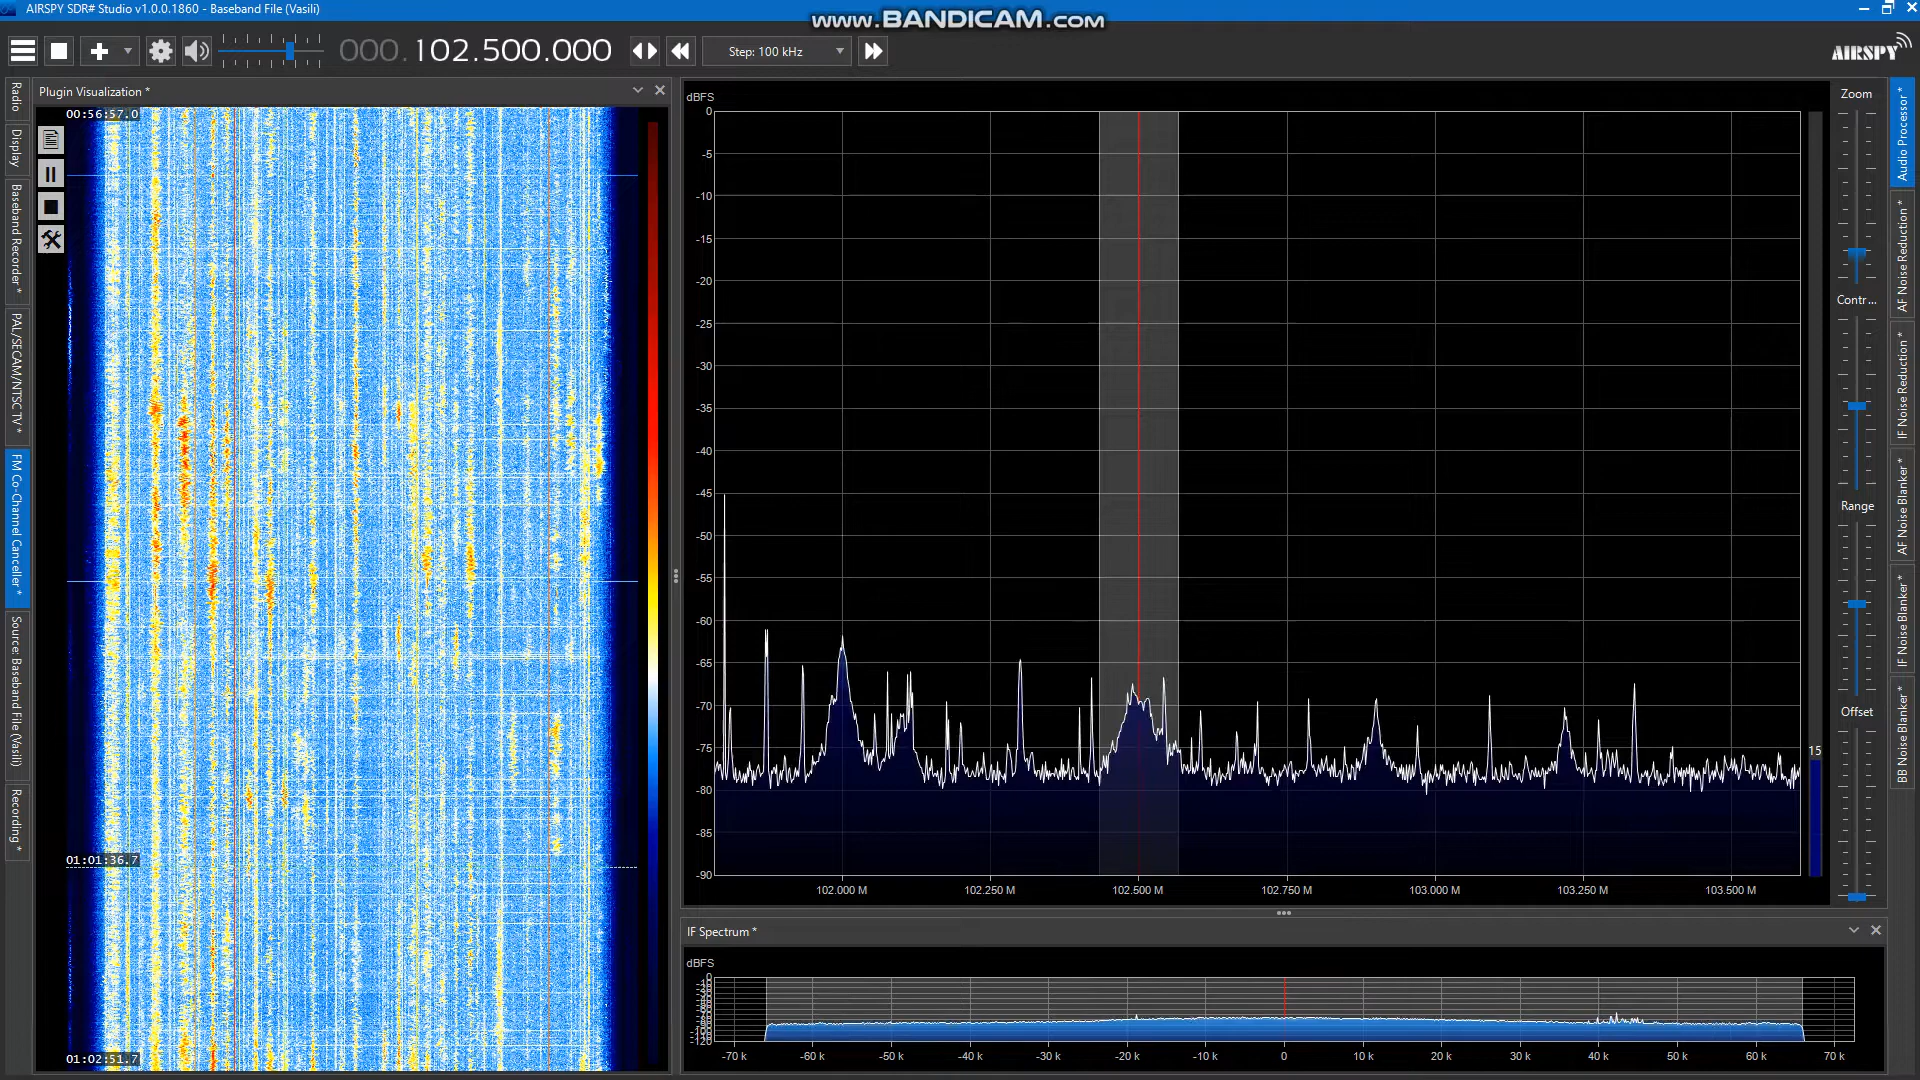 AIRSPY SDR# Studio v1.0.0.1860 - Baseband File (Vasili)
www.BANDICAM.com
000.102.500.000
Step: 100 kHz
AIRSPY
Radio
Display
Baseband Recorder *
PAL/SECAM/NTSC TV *
FM Co-Channel Canceller *
Source: Baseband File (Vasili)
Recording *
Plugin Visualization *
00:56:57.0
01:01:36.7
01:02:51.7
dBFS
0
-5
-10
-15
-20
-25
-30
-35
-40
-45
-50
-55
-60
-65
-70
-75
-80
-85
-90
102.000 M 102.250 M 102.500 M 102.750 M 103.000 M 103.250 M 103.500 M
15
Zoom
Contr...
Range
Offset
Audio Processor *
AF Noise Reduction *
IF Noise Reduction *
AF Noise Blanker *
IF Noise Blanker *
BB Noise Blanker *
IF Spectrum *
dBFS
0
-120
-70 k -60 k -50 k -40 k -30 k -20 k -10 k 0 10 k 20 k 30 k 40 k 50 k 60 k 70 k